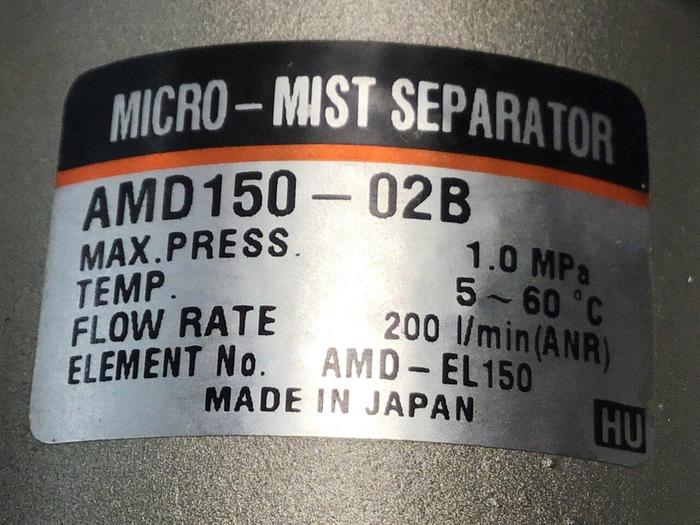 MICRO-MIST SEPARATOR
AMD150-02B
MAX.PRESS. 1.0 MPa
TEMP. 5~60 °C
FLOW RATE 200 l/min(ANR)
ELEMENT No. AMD-EL150
MADE IN JAPAN
HU